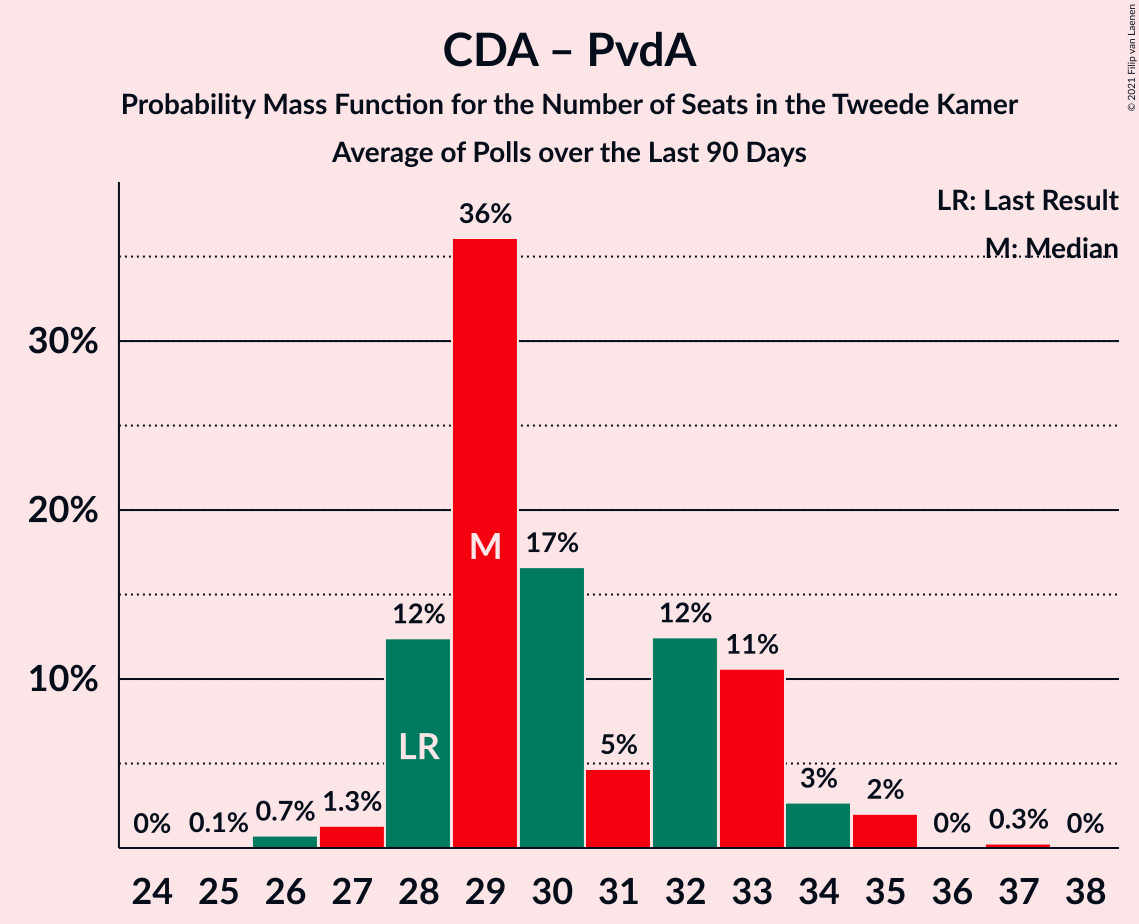 CDA – PvdA
Probability Mass Function for the Number of Seats in the Tweede Kamer
Average of Polls over the Last 90 Days
© 2021 Filip van Laenen
LR: Last Result
M: Median
30%
20%
10%
0%
0.1%
0.7%
1.3%
12%
36%
17%
5%
12%
11%
3%
2%
0%
0.3%
0%
LR
M
24 25 26 27 28 29 30 31 32 33 34 35 36 37 38